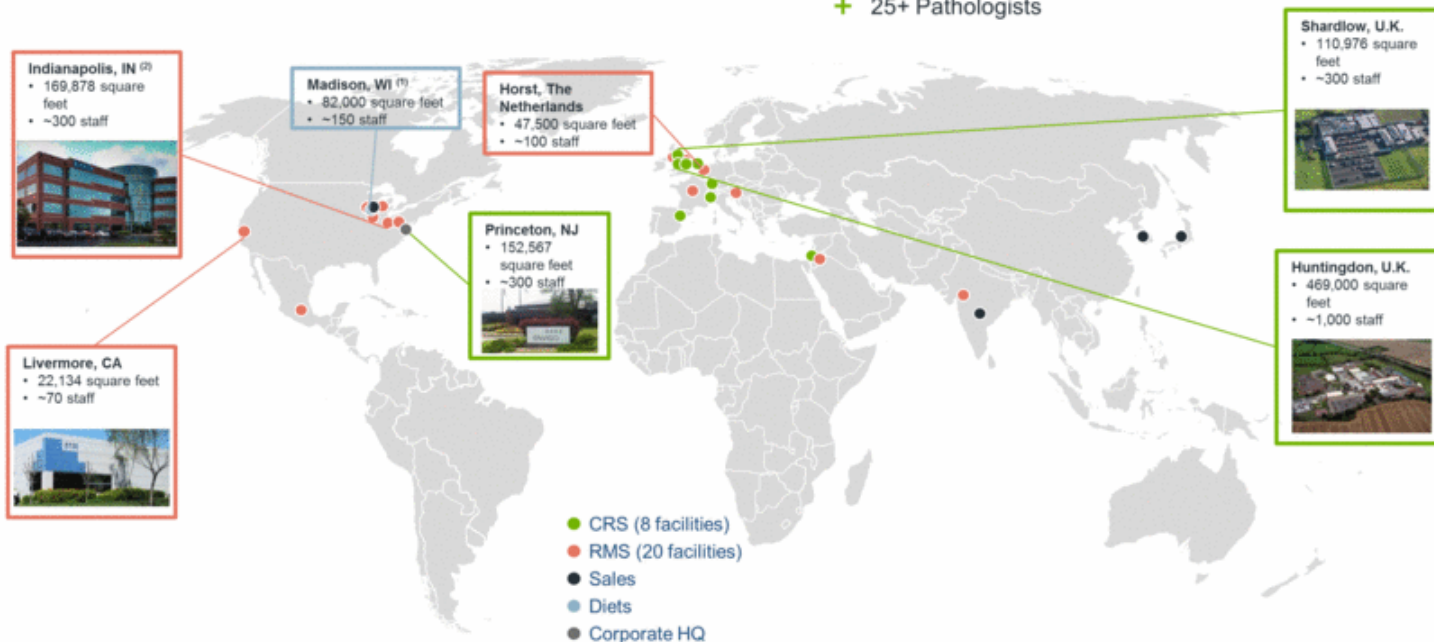 + 25+ Pathologists
Indianapolis, IN (2)
• 169,878 square
feet
• ~300 staff
Madison, WI (1)
• 82,000 square feet
• ~150 staff
Horst, The
Netherlands
• 47,500 square feet
• ~100 staff
Shardlow, U.K.
• 110,976 square
feet
• ~300 staff
Princeton, NJ
• 152,567
square feet
• ~300 staff
Huntingdon, U.K.
• 469,000 square
feet
• ~1,000 staff
Livermore, CA
• 22,134 square feet
• ~70 staff
CRS (8 facilities)
RMS (20 facilities)
Sales
Diets
Corporate HQ